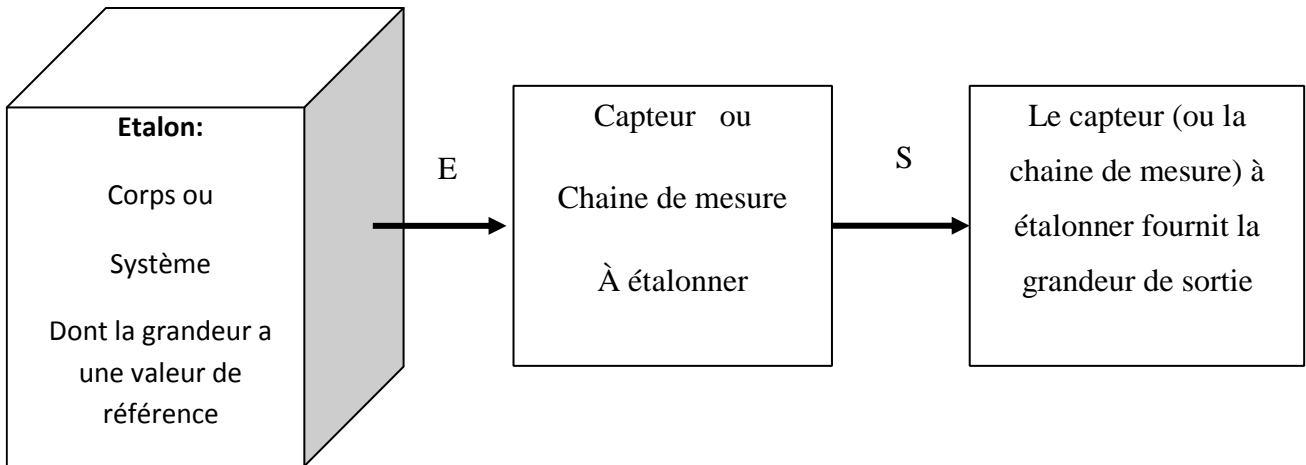 Etalon:
Corps ou
Système
Dont la grandeur a
une valeur de
référence
E
Capteur ou
Chaine de mesure
À étalonner
S
Le capteur (ou la
chaine de mesure) à
étalonner fournit la
grandeur de sortie